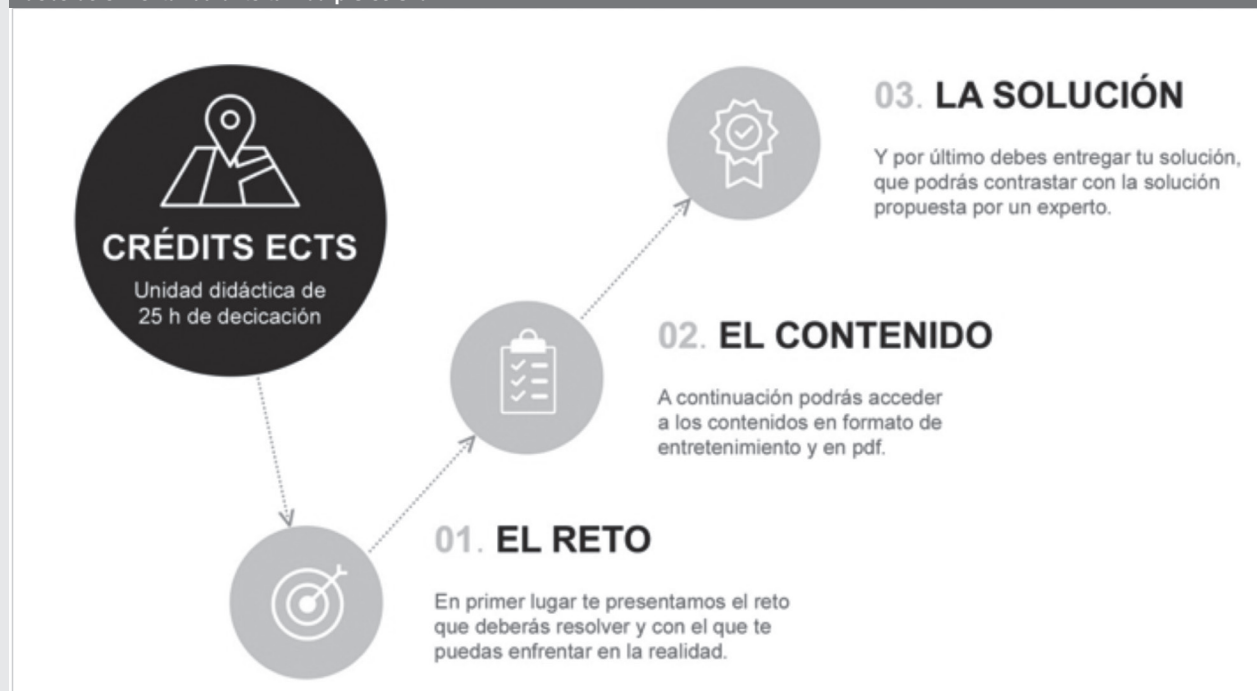 CRÉDITS ECTS
Unidad didáctica de
25 h de decicación
03. LA SOLUCIÓN
Y por último debes entregar tu solución,
que podrás contrastar con la solución
propuesta por un experto.
02. EL CONTENIDO
A continuación podrás acceder
a los contenidos en formato de
entretenimiento y en pdf.
01. EL RETO
En primer lugar te presentamos el reto
que deberás resolver y con el que te
puedas enfrentar en la realidad.